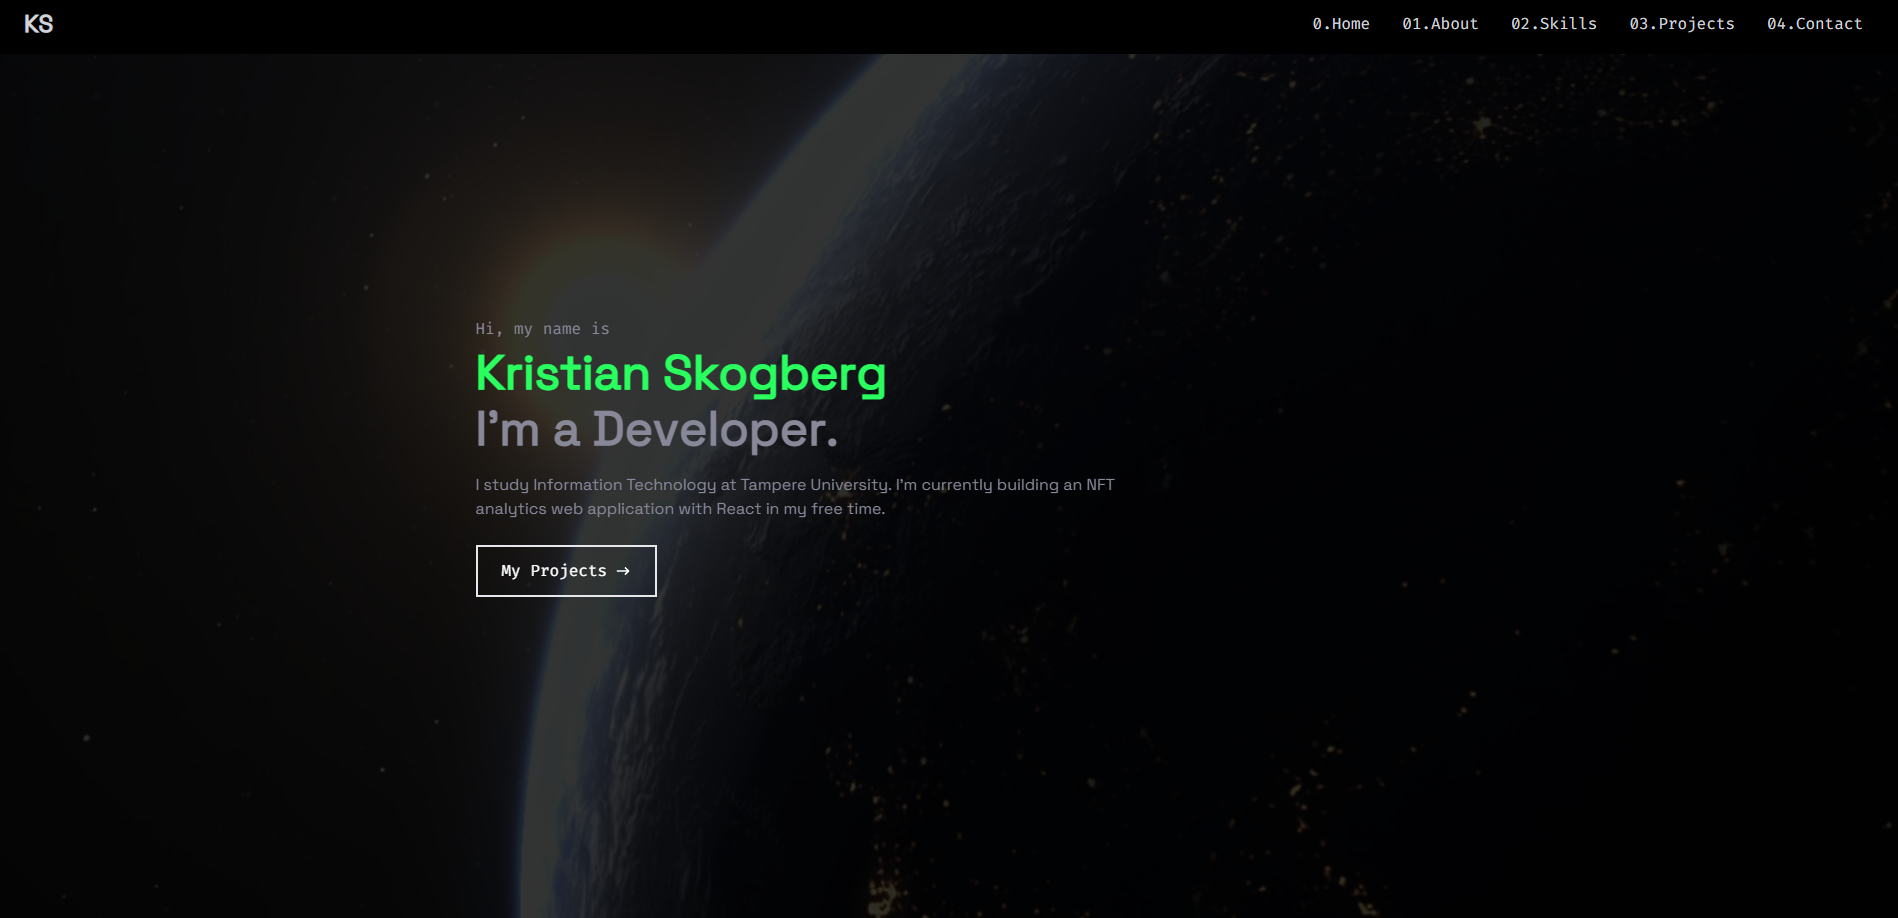 KS
0.Home 01.About 02.Skills 03.Projects 04.Contact
Hi, my name is
Kristian Skogberg
I'm a Developer.
I study Information Technology at Tampere University. I'm currently building an NFT
analytics web application with React in my free time.
My Projects →